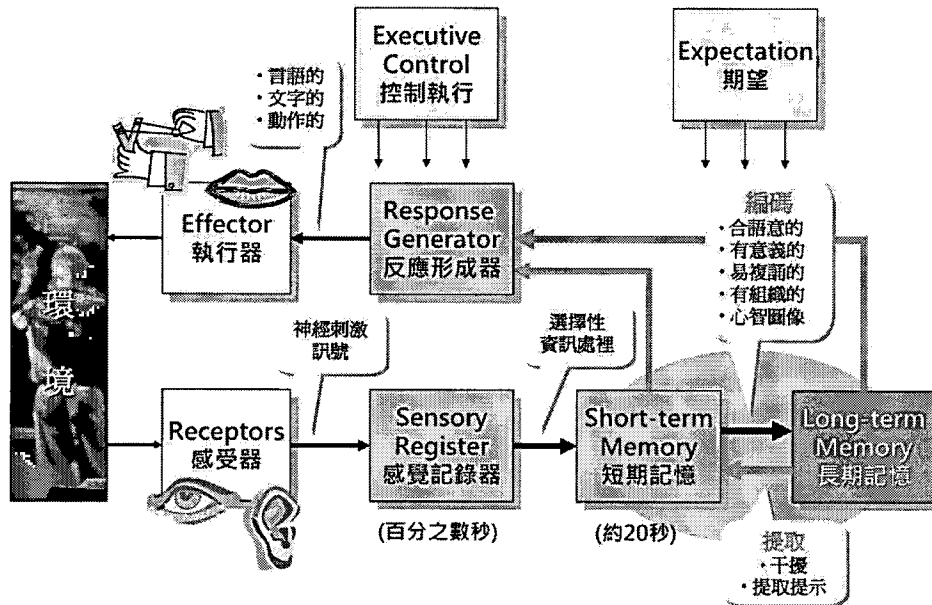 Executive
Control
控制執行
Expectation
期望
・言語的
・文字的
・動作的
Effector
執行器
Response
Generator
反應形成器
編碼
・合語意的
・有意義的
・易複誦的
・有組織的
・心智圖像
環
境
神經刺激
訊號
選擇性
資訊處裡
Receptors
感受器
Sensory
Register
感覺記錄器
Short-term
Memory
短期記憶
Long-term
Memory
長期記憶
(百分之數秒)
(約20秒)
提取
・干擾
・提取提示